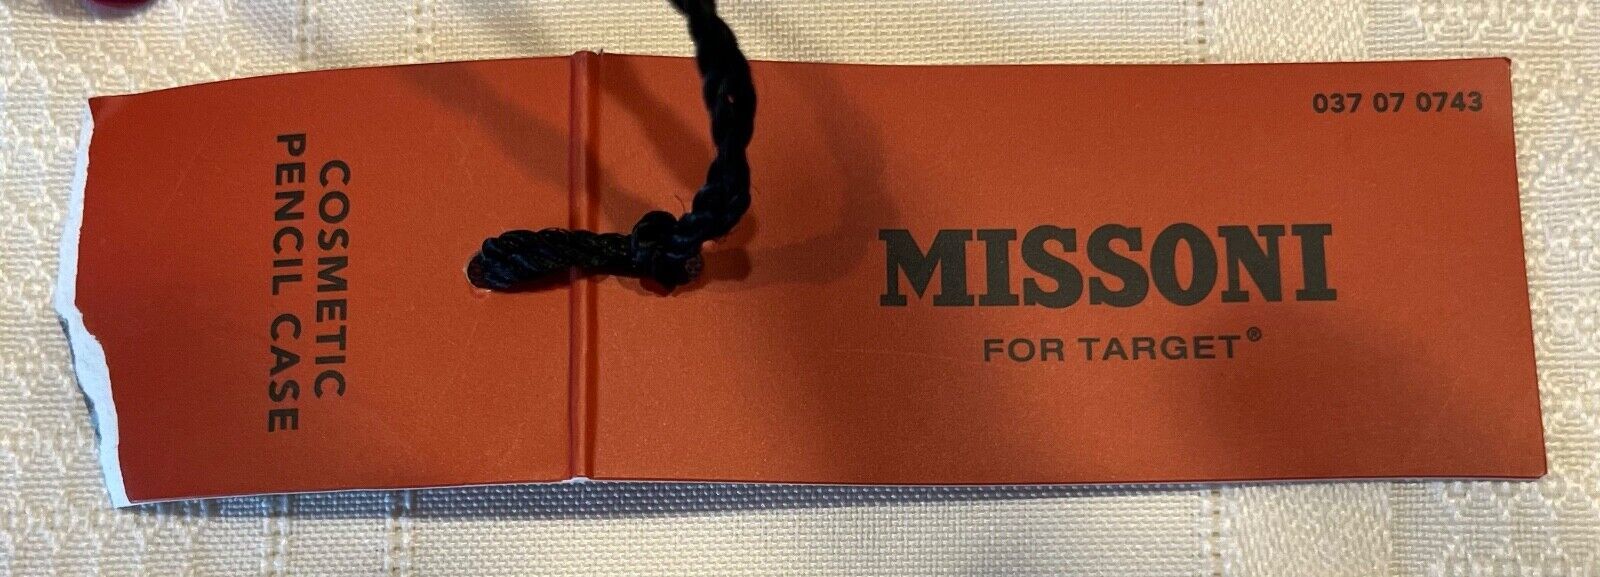 COSMETIC
PENCIL CASE
037 07 0743
MISSONI
FOR TARGET®